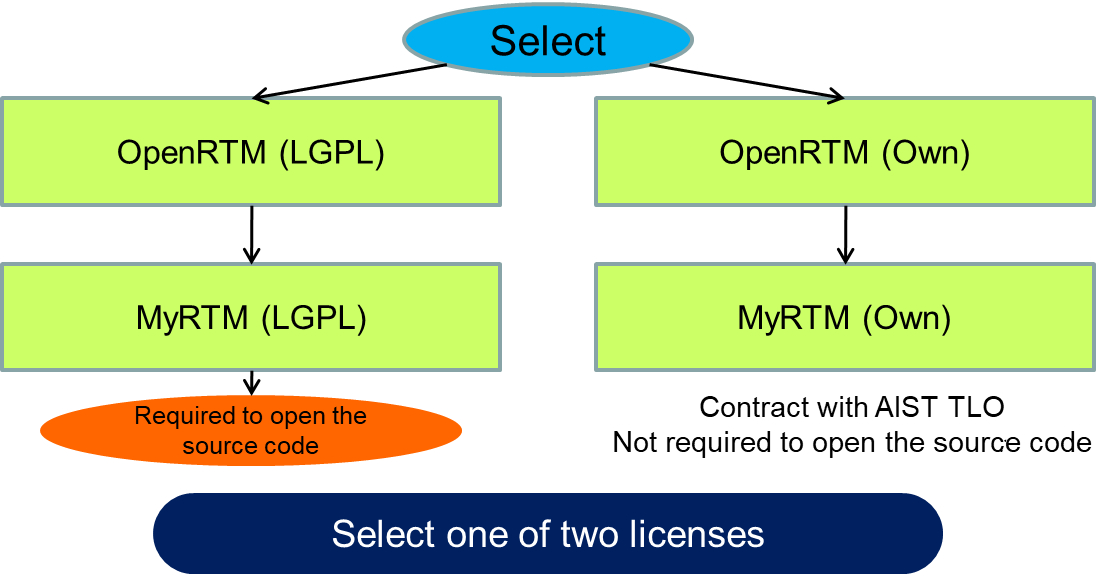 Select
OpenRTM (LGPL)
OpenRTM (Own)
MyRTM (LGPL)
MyRTM (Own)
Required to open the
source code
Contract with AIST TLO
Not required to open the source code
Select one of two licenses